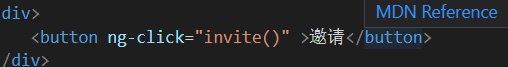 div>
MDN Reference
<button ng-click="invite()" >邀请</button>
/div>